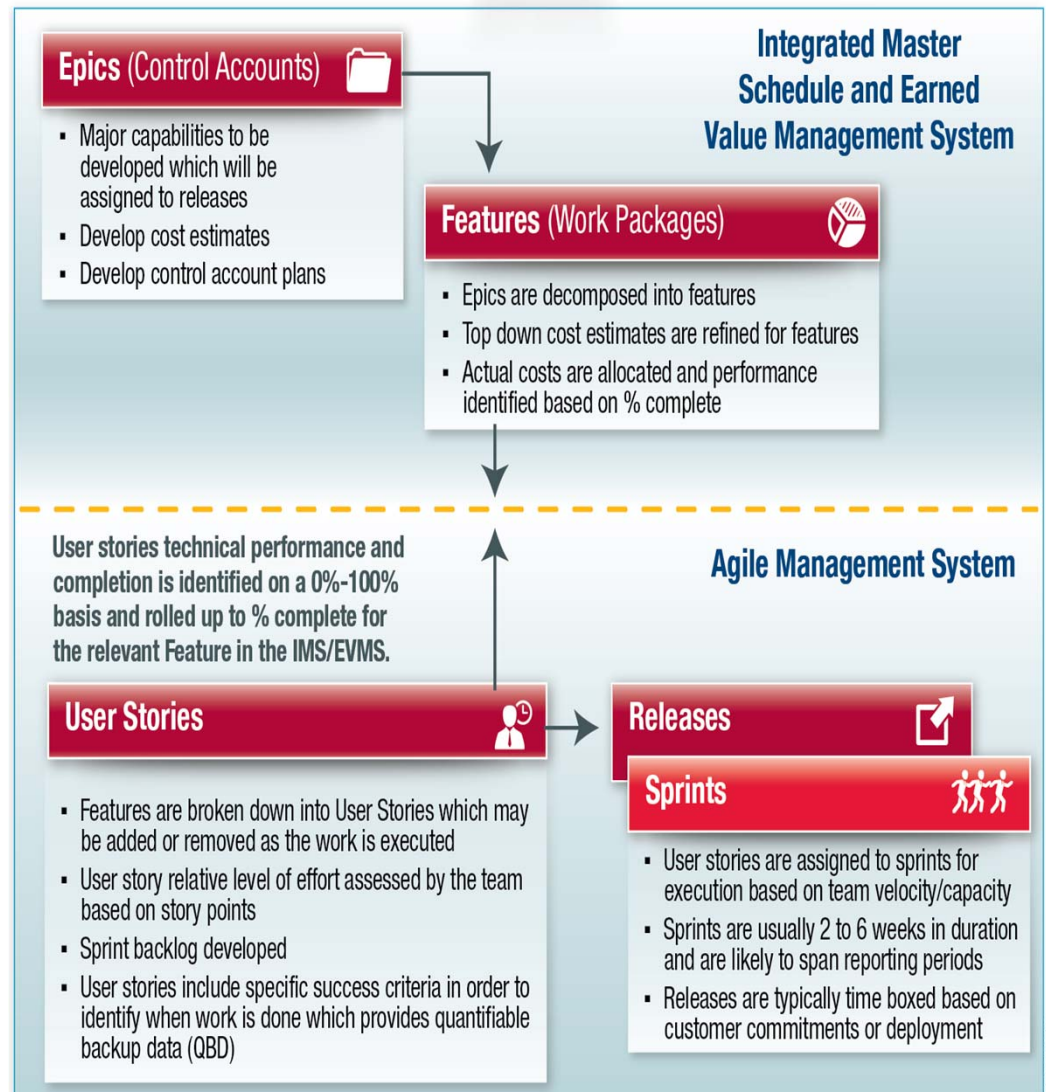 Epics (Control Accounts)
▪ Major capabilities to be
developed which will be
assigned to releases
▪ Develop cost estimates
▪ Develop control account plans
Integrated Master
Schedule and Earned
Value Management System
Features (Work Packages)
▪ Epics are decomposed into features
▪ Top down cost estimates are refined for features
▪ Actual costs are allocated and performance
identified based on % complete
User stories technical performance and
completion is identified on a 0%-100%
basis and rolled up to % complete for
the relevant Feature in the IMS/EVMS.
Agile Management System
User Stories
▪ Features are broken down into User Stories which may
be added or removed as the work is executed
▪ User story relative level of effort assessed by the team
based on story points
▪ Sprint backlog developed
▪ User stories include specific success criteria in order to
identify when work is done which provides quantifiable
backup data (QBD)
Releases
Sprints
▪ User stories are assigned to sprints for
execution based on team velocity/capacity
▪ Sprints are usually 2 to 6 weeks in duration
and are likely to span reporting periods
▪ Releases are typically time boxed based on
customer commitments or deployment